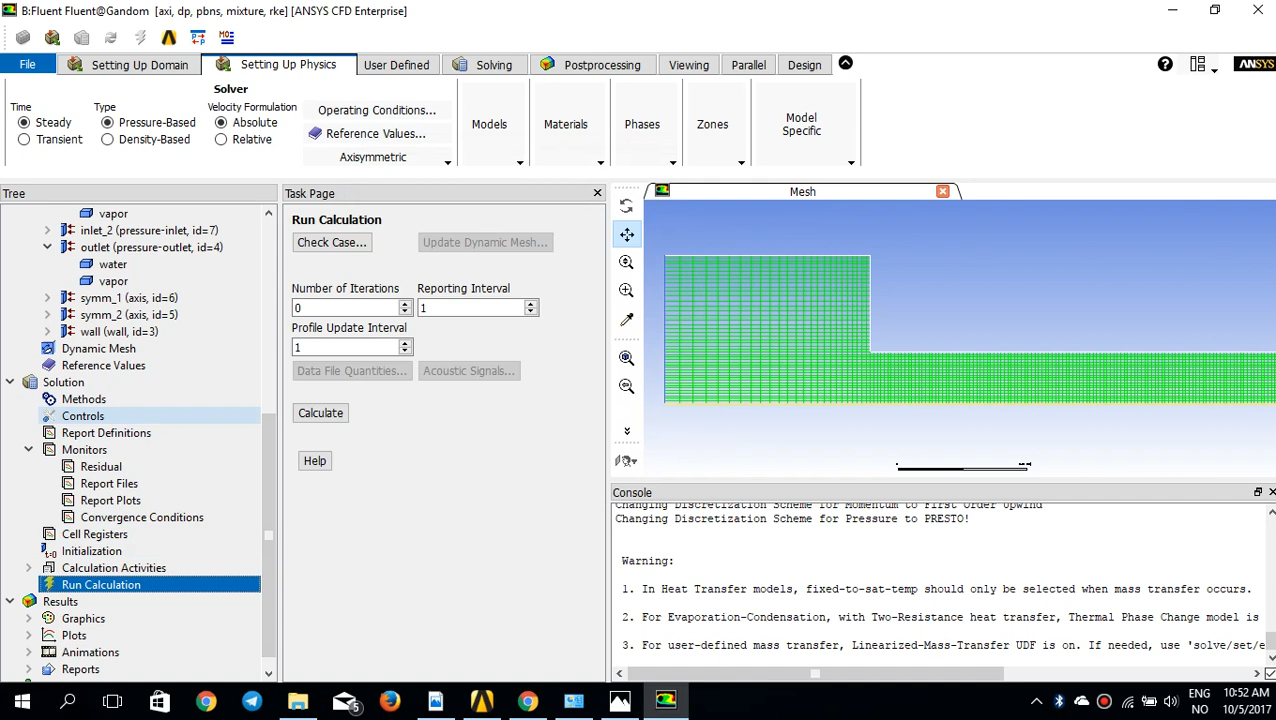 B:Fluent Fluent@Gandom [axi, dp, pbns, mixture, rke] [ANSYS CFD Enterprise]
File
Setting Up Domain
Setting Up Physics
User Defined
Solving
Postprocessing
Viewing
Parallel
Design
ANSYS
Solver
Time
Type
Velocity Formulation
Steady
Pressure-Based
Absolute
Transient
Density-Based
Relative
Operating Conditions...
Reference Values...
Axisymmetric
Models
Materials
Phases
Zones
Model
Specific
Tree
vapor
inlet_2 (pressure-inlet, id=7)
outlet (pressure-outlet, id=4)
water
vapor
symm_1 (axis, id=6)
symm_2 (axis, id=5)
wall (wall, id=3)
Dynamic Mesh
Reference Values
Solution
Methods
Controls
Report Definitions
Monitors
Residual
Report Files
Report Plots
Convergence Conditions
Cell Registers
Initialization
Calculation Activities
Run Calculation
Results
Graphics
Plots
Animations
Reports
Task Page
Run Calculation
Check Case...
Update Dynamic Mesh...
Number of Iterations
Reporting Interval
0
1
Profile Update Interval
1
Data File Quantities...
Acoustic Signals...
Calculate
Help
Mesh
Console
Changing Discretization Scheme for Momentum to First Order Upwind
Changing Discretization Scheme for Pressure to PRESTO!
Warning:
1. In Heat Transfer models, fixed-to-sat-temp should only be selected when mass transfer occurs.
2. For Evaporation-Condensation, with Two-Resistance heat transfer, Thermal Phase Change model is
3. For user-defined mass transfer, Linearized-Mass-Transfer UDF is on. If needed, use 'solve/set/e
5
ENG
NO
10:52 AM
10/5/2017